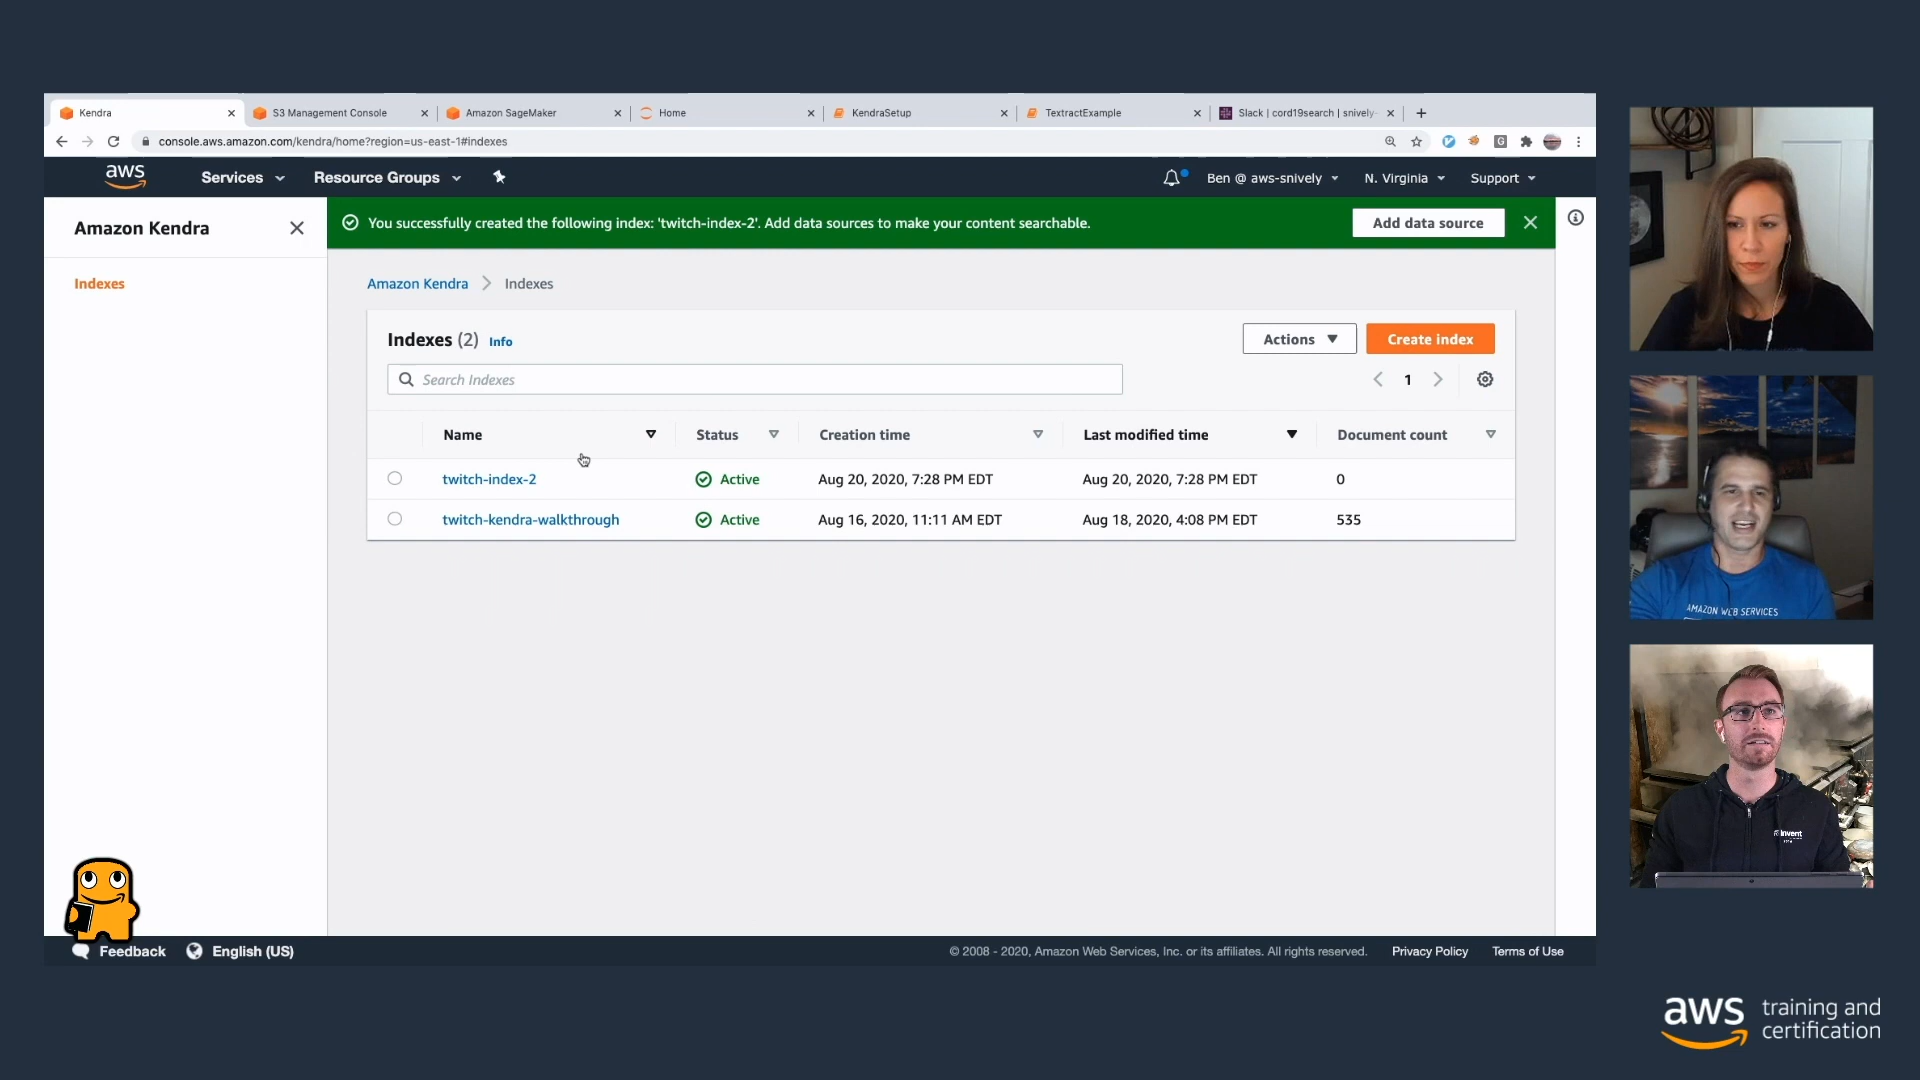 Kendra
S3 Management Console
Amazon SageMaker
Home
KendraSetup
TextractExample
Slack | cord19search | snively-
console.aws.amazon.com/kendra/home?region=us-east-1#indexes
aws
Services
Resource Groups
Ben @ aws-snively
N. Virginia
Support
Amazon Kendra
You successfully created the following index: 'twitch-index-2'. Add data sources to make your content searchable.
Add data source
Indexes
Amazon Kendra
Indexes
Indexes (2) Info
Actions
Create index
Search Indexes
1
Name
Status
Creation time
Last modified time
Document count
twitch-index-2
Active
Aug 20, 2020, 7:28 PM EDT
Aug 20, 2020, 7:28 PM EDT
0
twitch-kendra-walkthrough
Active
Aug 16, 2020, 11:11 AM EDT
Aug 18, 2020, 4:08 PM EDT
535
AMAZON WEB SERVICES
invent
Feedback
English (US)
© 2008 - 2020, Amazon Web Services, Inc. or its affiliates. All rights reserved.
Privacy Policy
Terms of Use
aws
training and
certification